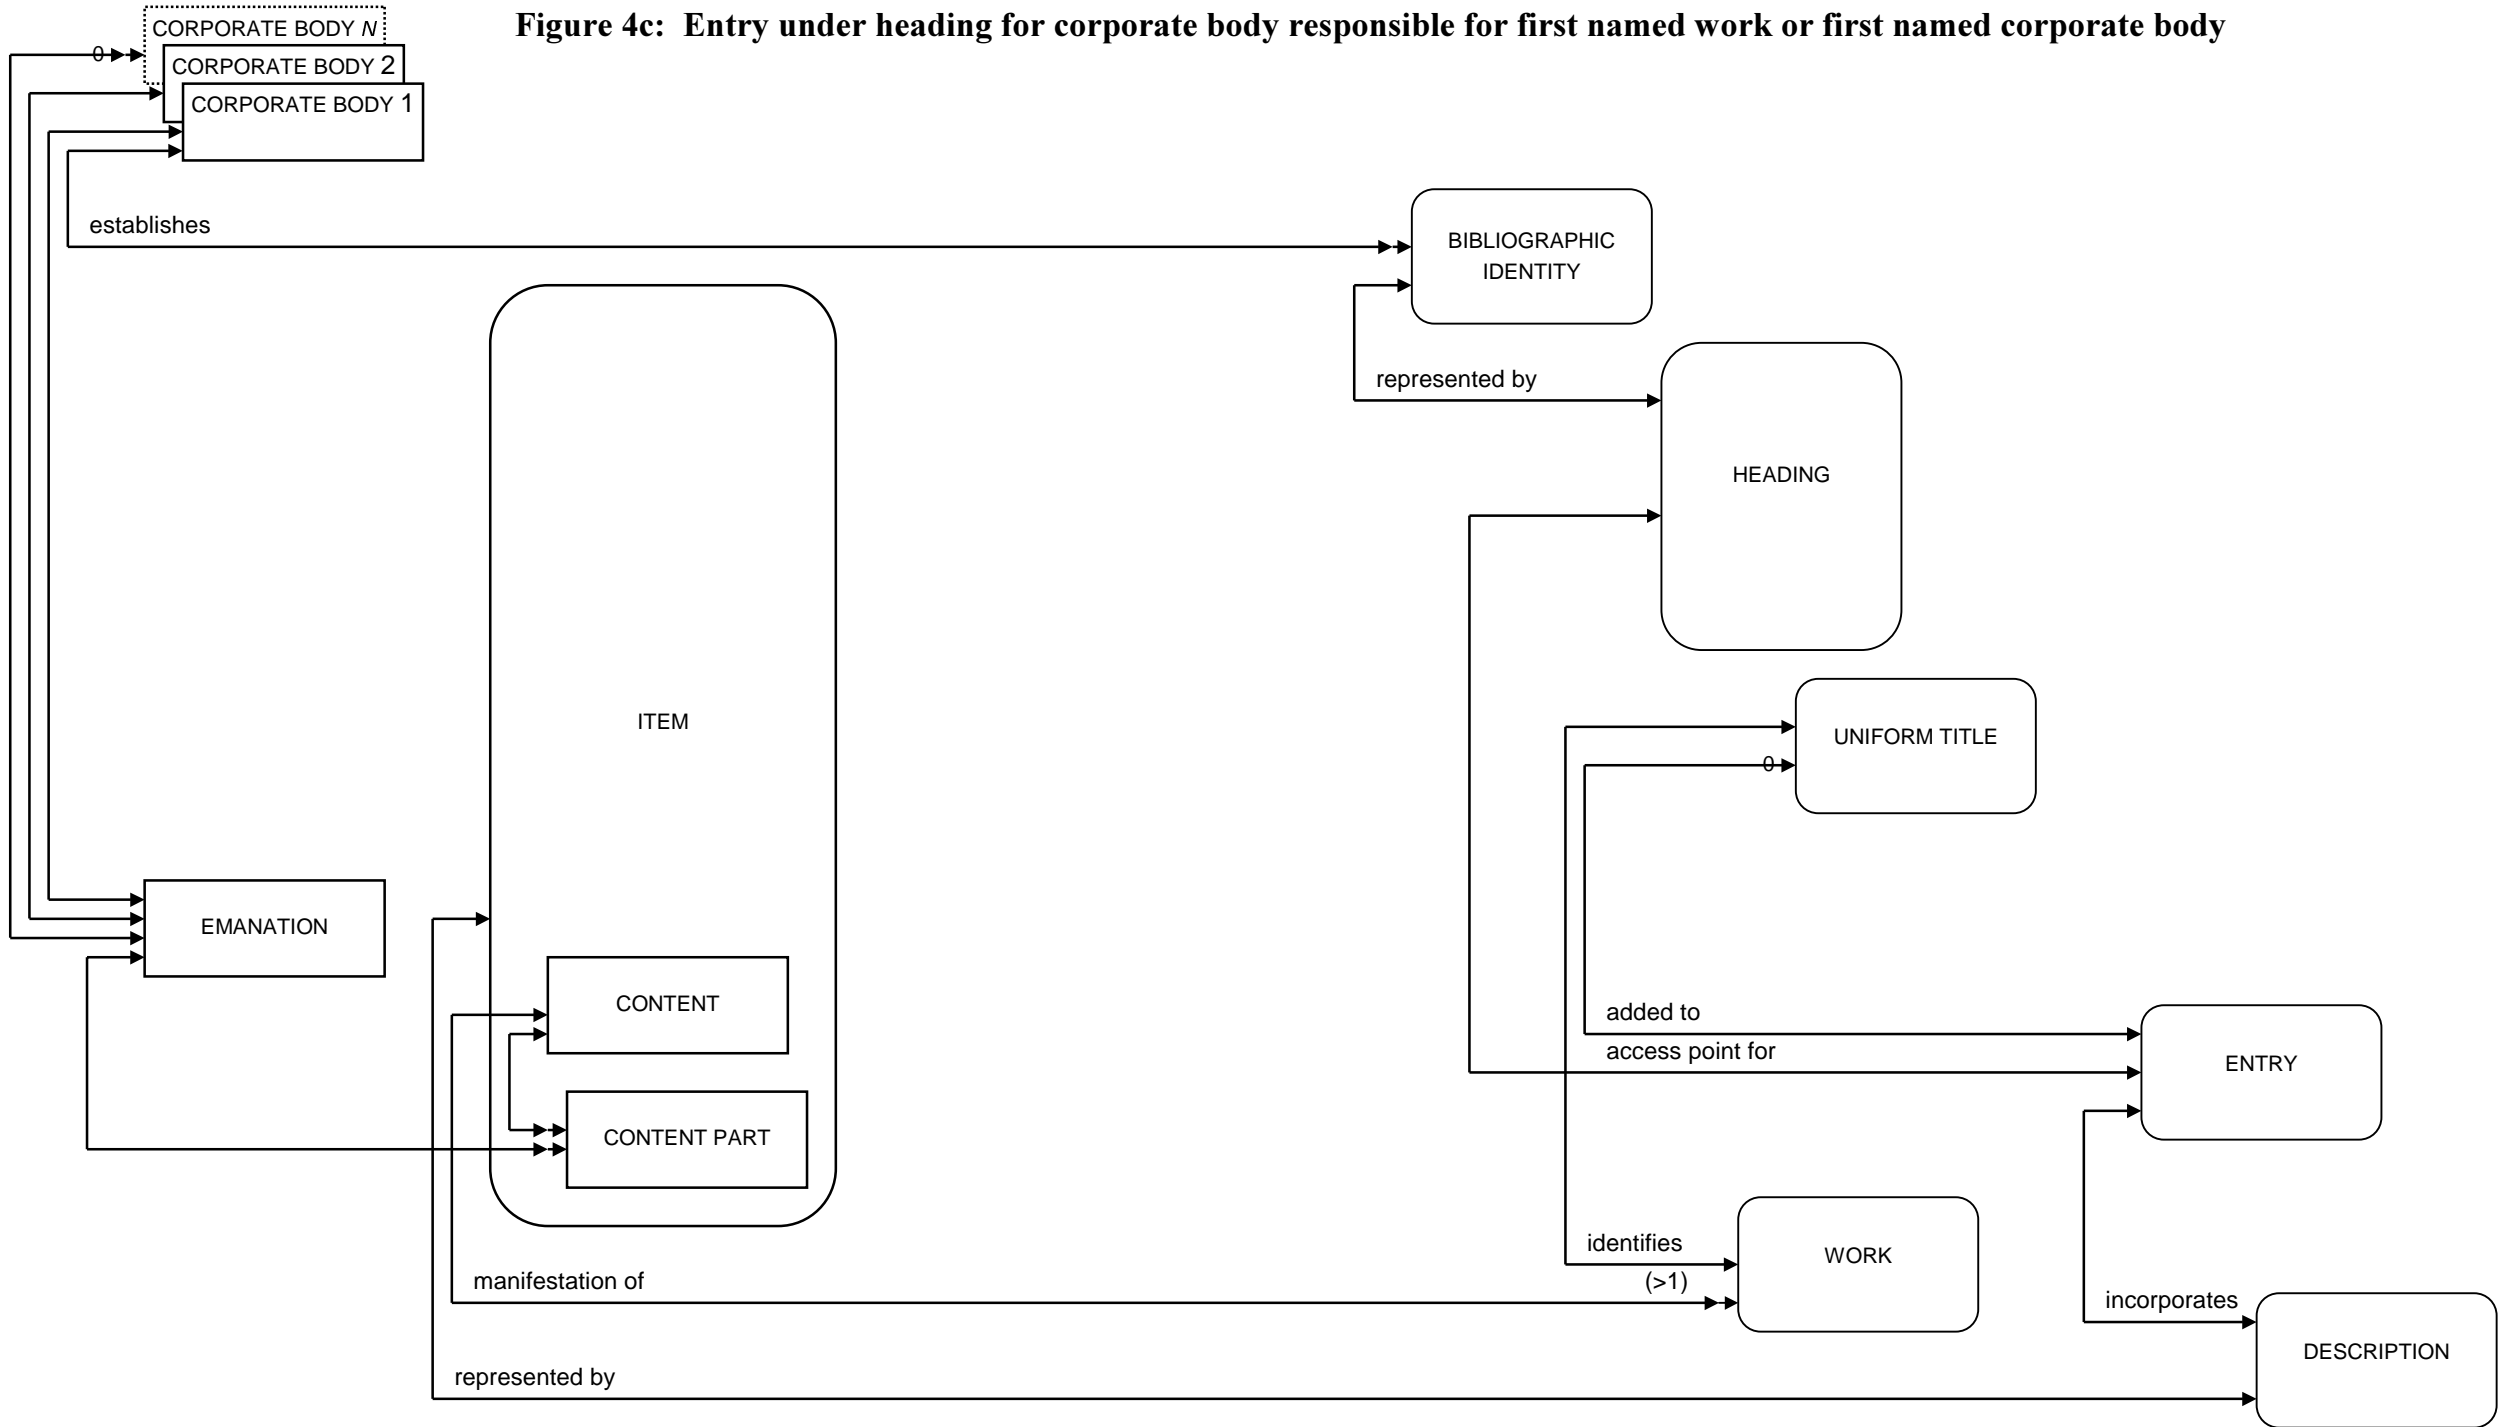 Figure 4c: Entry under heading for corporate body responsible for first named work or first named corporate body
CORPORATE BODY N
0
CORPORATE BODY 2
CORPORATE BODY 1
establishes
BIBLIOGRAPHIC
IDENTITY
represented by
HEADING
ITEM
UNIFORM TITLE
0
EMANATION
CONTENT
added to
access point for
ENTRY
CONTENT PART
identifies
WORK
manifestation of
(>1)
incorporates
DESCRIPTION
represented by